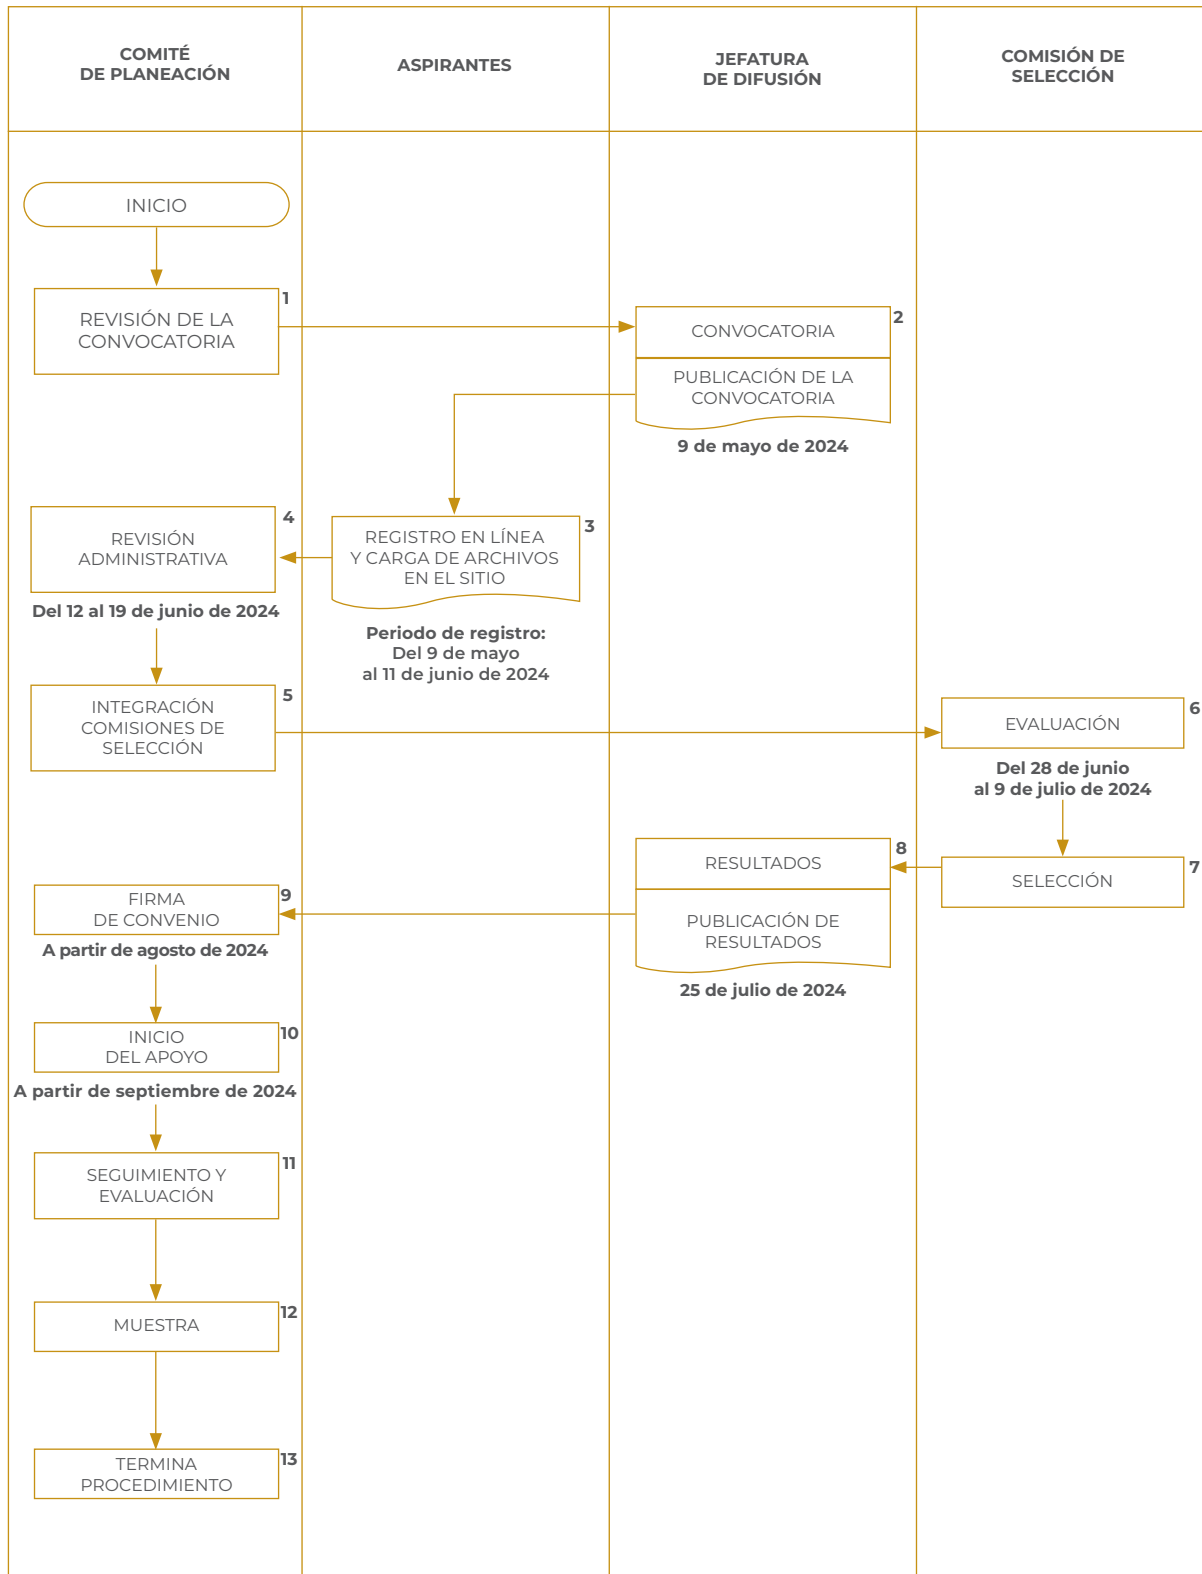 COMITÉ
DE PLANEACIÓN
ASPIRANTES
JEFATURA
DE DIFUSIÓN
COMISIÓN DE
SELECCIÓN
INICIO
1
REVISIÓN DE LA
CONVOCATORIA
2
CONVOCATORIA
PUBLICACIÓN DE LA
CONVOCATORIA
9 de mayo de 2024
3
REGISTRO EN LÍNEA
Y CARGA DE ARCHIVOS
EN EL SITIO
Periodo de registro:
Del 9 de mayo
al 11 de junio de 2024
4
REVISIÓN
ADMINISTRATIVA
Del 12 al 19 de junio de 2024
5
INTEGRACIÓN
COMISIONES DE
SELECCIÓN
6
EVALUACIÓN
Del 28 de junio
al 9 de julio de 2024
7
SELECCIÓN
8
RESULTADOS
PUBLICACIÓN DE
RESULTADOS
25 de julio de 2024
9
FIRMA
DE CONVENIO
A partir de agosto de 2024
10
INICIO
DEL APOYO
A partir de septiembre de 2024
11
SEGUIMIENTO Y
EVALUACIÓN
12
MUESTRA
13
TERMINA
PROCEDIMIENTO